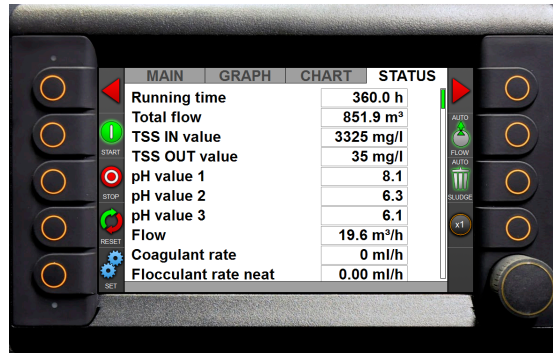 MAIN GRAPH CHART STATUS
Running time 360.0 h
Total flow 851.9 m³
TSS IN value 3325 mg/l
TSS OUT value 35 mg/l
pH value 1 8.1
pH value 2 6.3
pH value 3 6.1
Flow 19.6 m³/h
Coagulant rate 0 ml/h
Flocculant rate neat 0.00 ml/h
START
STOP
RESET
SET
AUTO
FLOW
AUTO
SLUDGE
x1